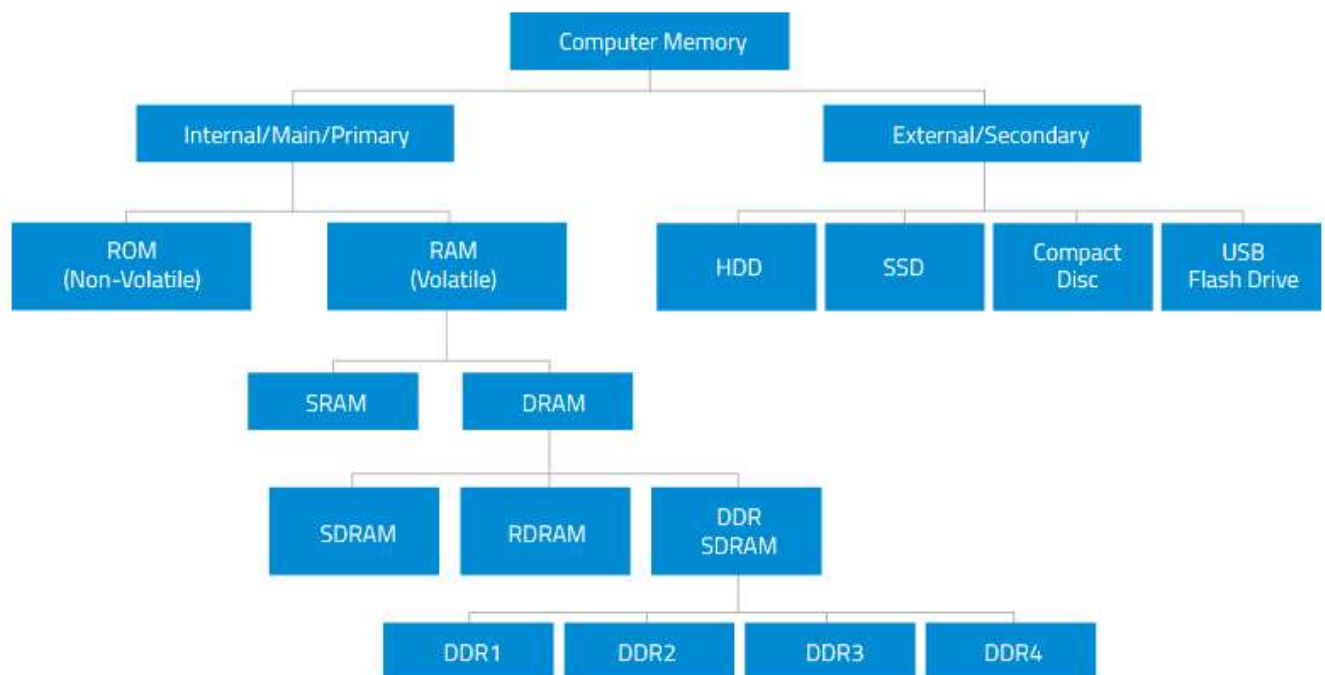 Computer Memory
Internal/Main/Primary
External/Secondary
ROM
(Non-Volatile)
RAM
(Volatile)
HDD
SSD
Compact
Disc
USB
Flash Drive
SRAM
DRAM
SDRAM
RDRAM
DDR
SDRAM
DDR1
DDR2
DDR3
DDR4